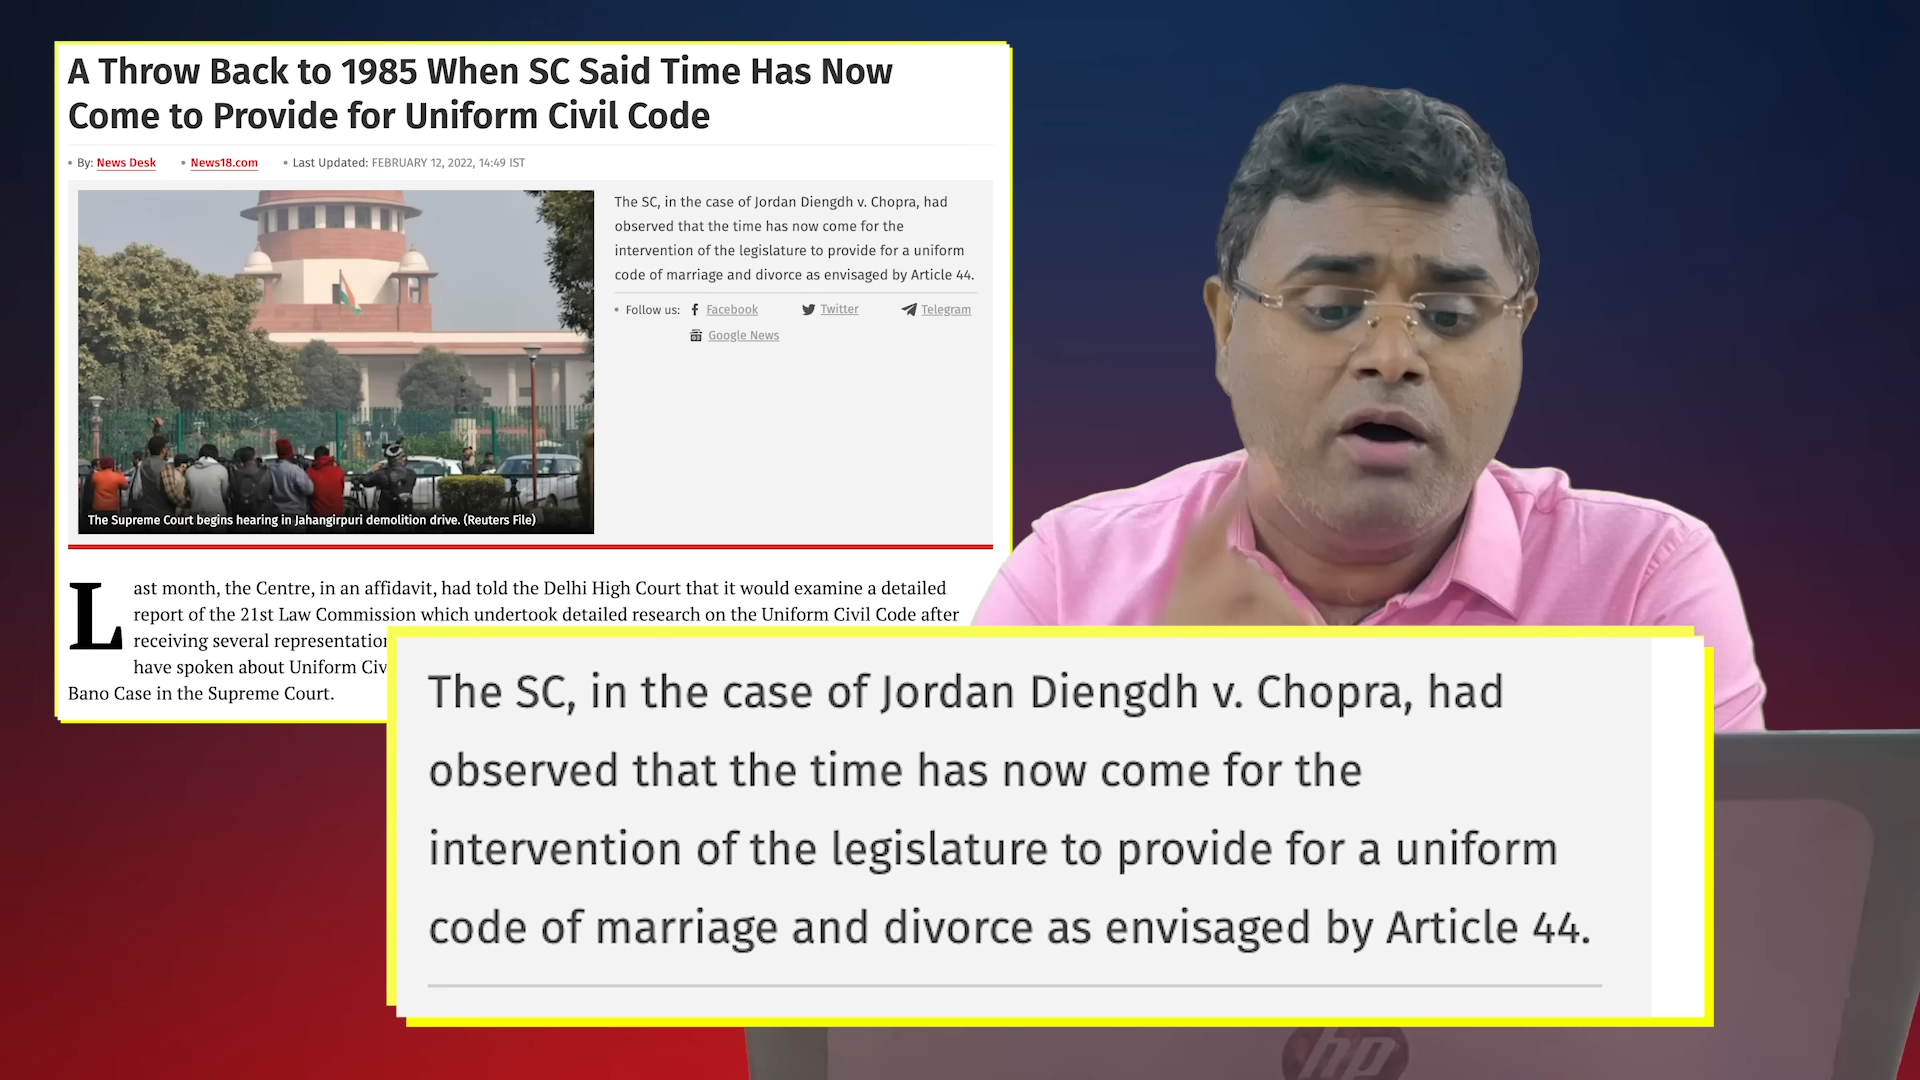 A Throw Back to 1985 When SC Said Time Has Now
Come to Provide for Uniform Civil Code
• By: News Desk • News18.com • Last Updated: FEBRUARY 12, 2022, 14:49 IST
The SC, in the case of Jordan Diengdh v. Chopra, had
observed that the time has now come for the
intervention of the legislature to provide for a uniform
code of marriage and divorce as envisaged by Article 44.
• Follow us: Facebook Twitter Telegram
Google News
The Supreme Court begins hearing in Jahangirpuri demolition drive. (Reuters File)
Last month, the Centre, in an affidavit, had told the Delhi High Court that it would examine a detailed
report of the 21st Law Commission which undertook detailed research on the Uniform Civil Code after
receiving several
have spoken about Uniform
Bano Case in the Supreme Court.
The SC, in the case of Jordan Diengdh v. Chopra, had
observed that the time has now come for the
intervention of the legislature to provide for a uniform
code of marriage and divorce as envisaged by Article 44.
hp